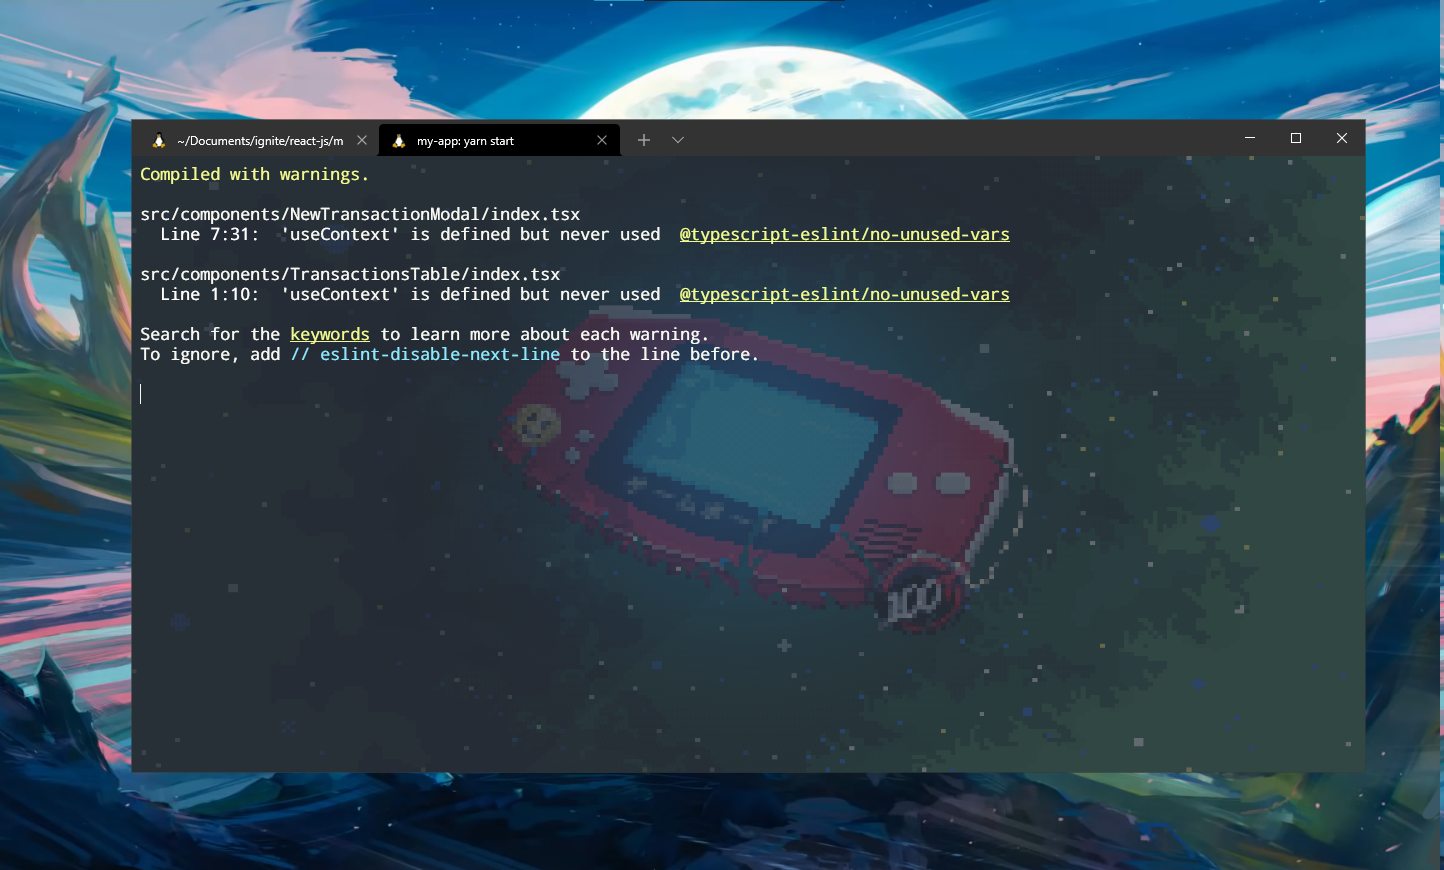 ~/Documents/ignite/react-js/m
my-app: yarn start
Compiled with warnings.
src/components/NewTransactionModal/index.tsx
Line 7:31:  'useContext' is defined but never used  @typescript-eslint/no-unused-vars
src/components/TransactionsTable/index.tsx
Line 1:10:  'useContext' is defined but never used  @typescript-eslint/no-unused-vars
Search for the keywords to learn more about each warning.
To ignore, add // eslint-disable-next-line to the line before.
100